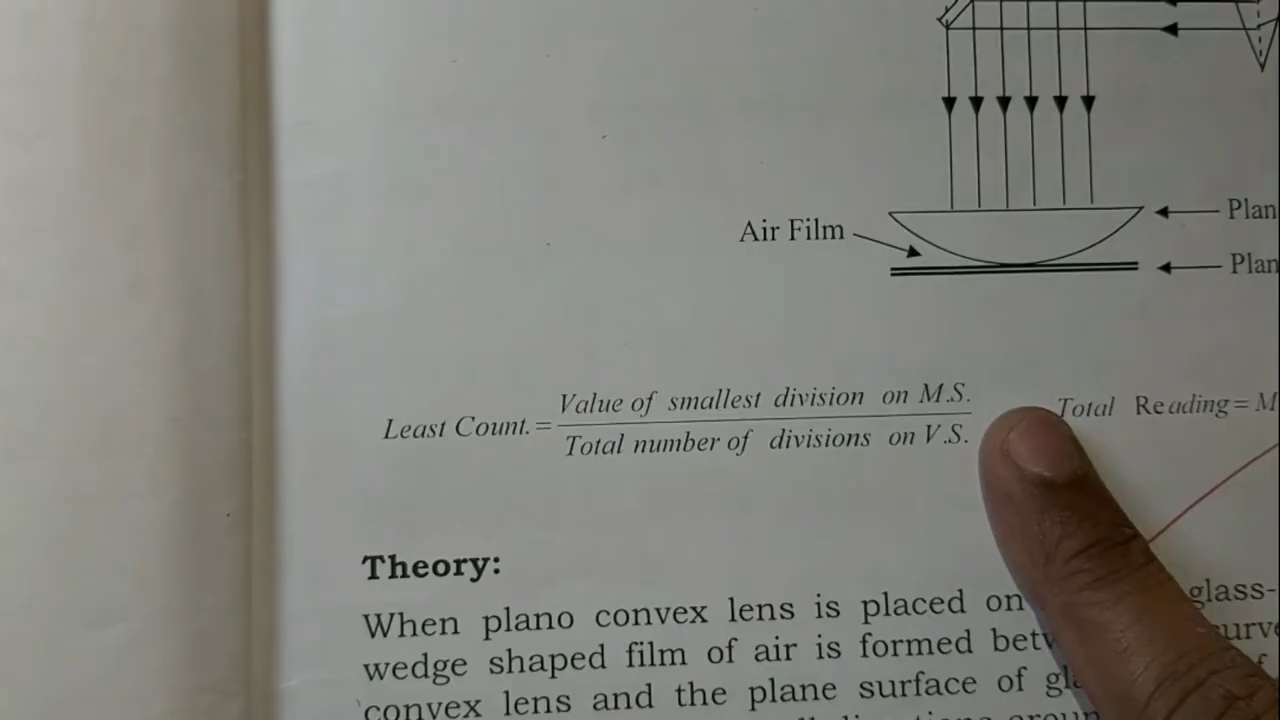 Air Film
Plan
Plan
Least Count. = Value of smallest division on M.S.
Total number of divisions on V.S.
Total Reading = M
Theory:
When plano convex lens is placed on glass-
wedge shaped film of air is formed betw curve
convex lens and the plane surface of gla